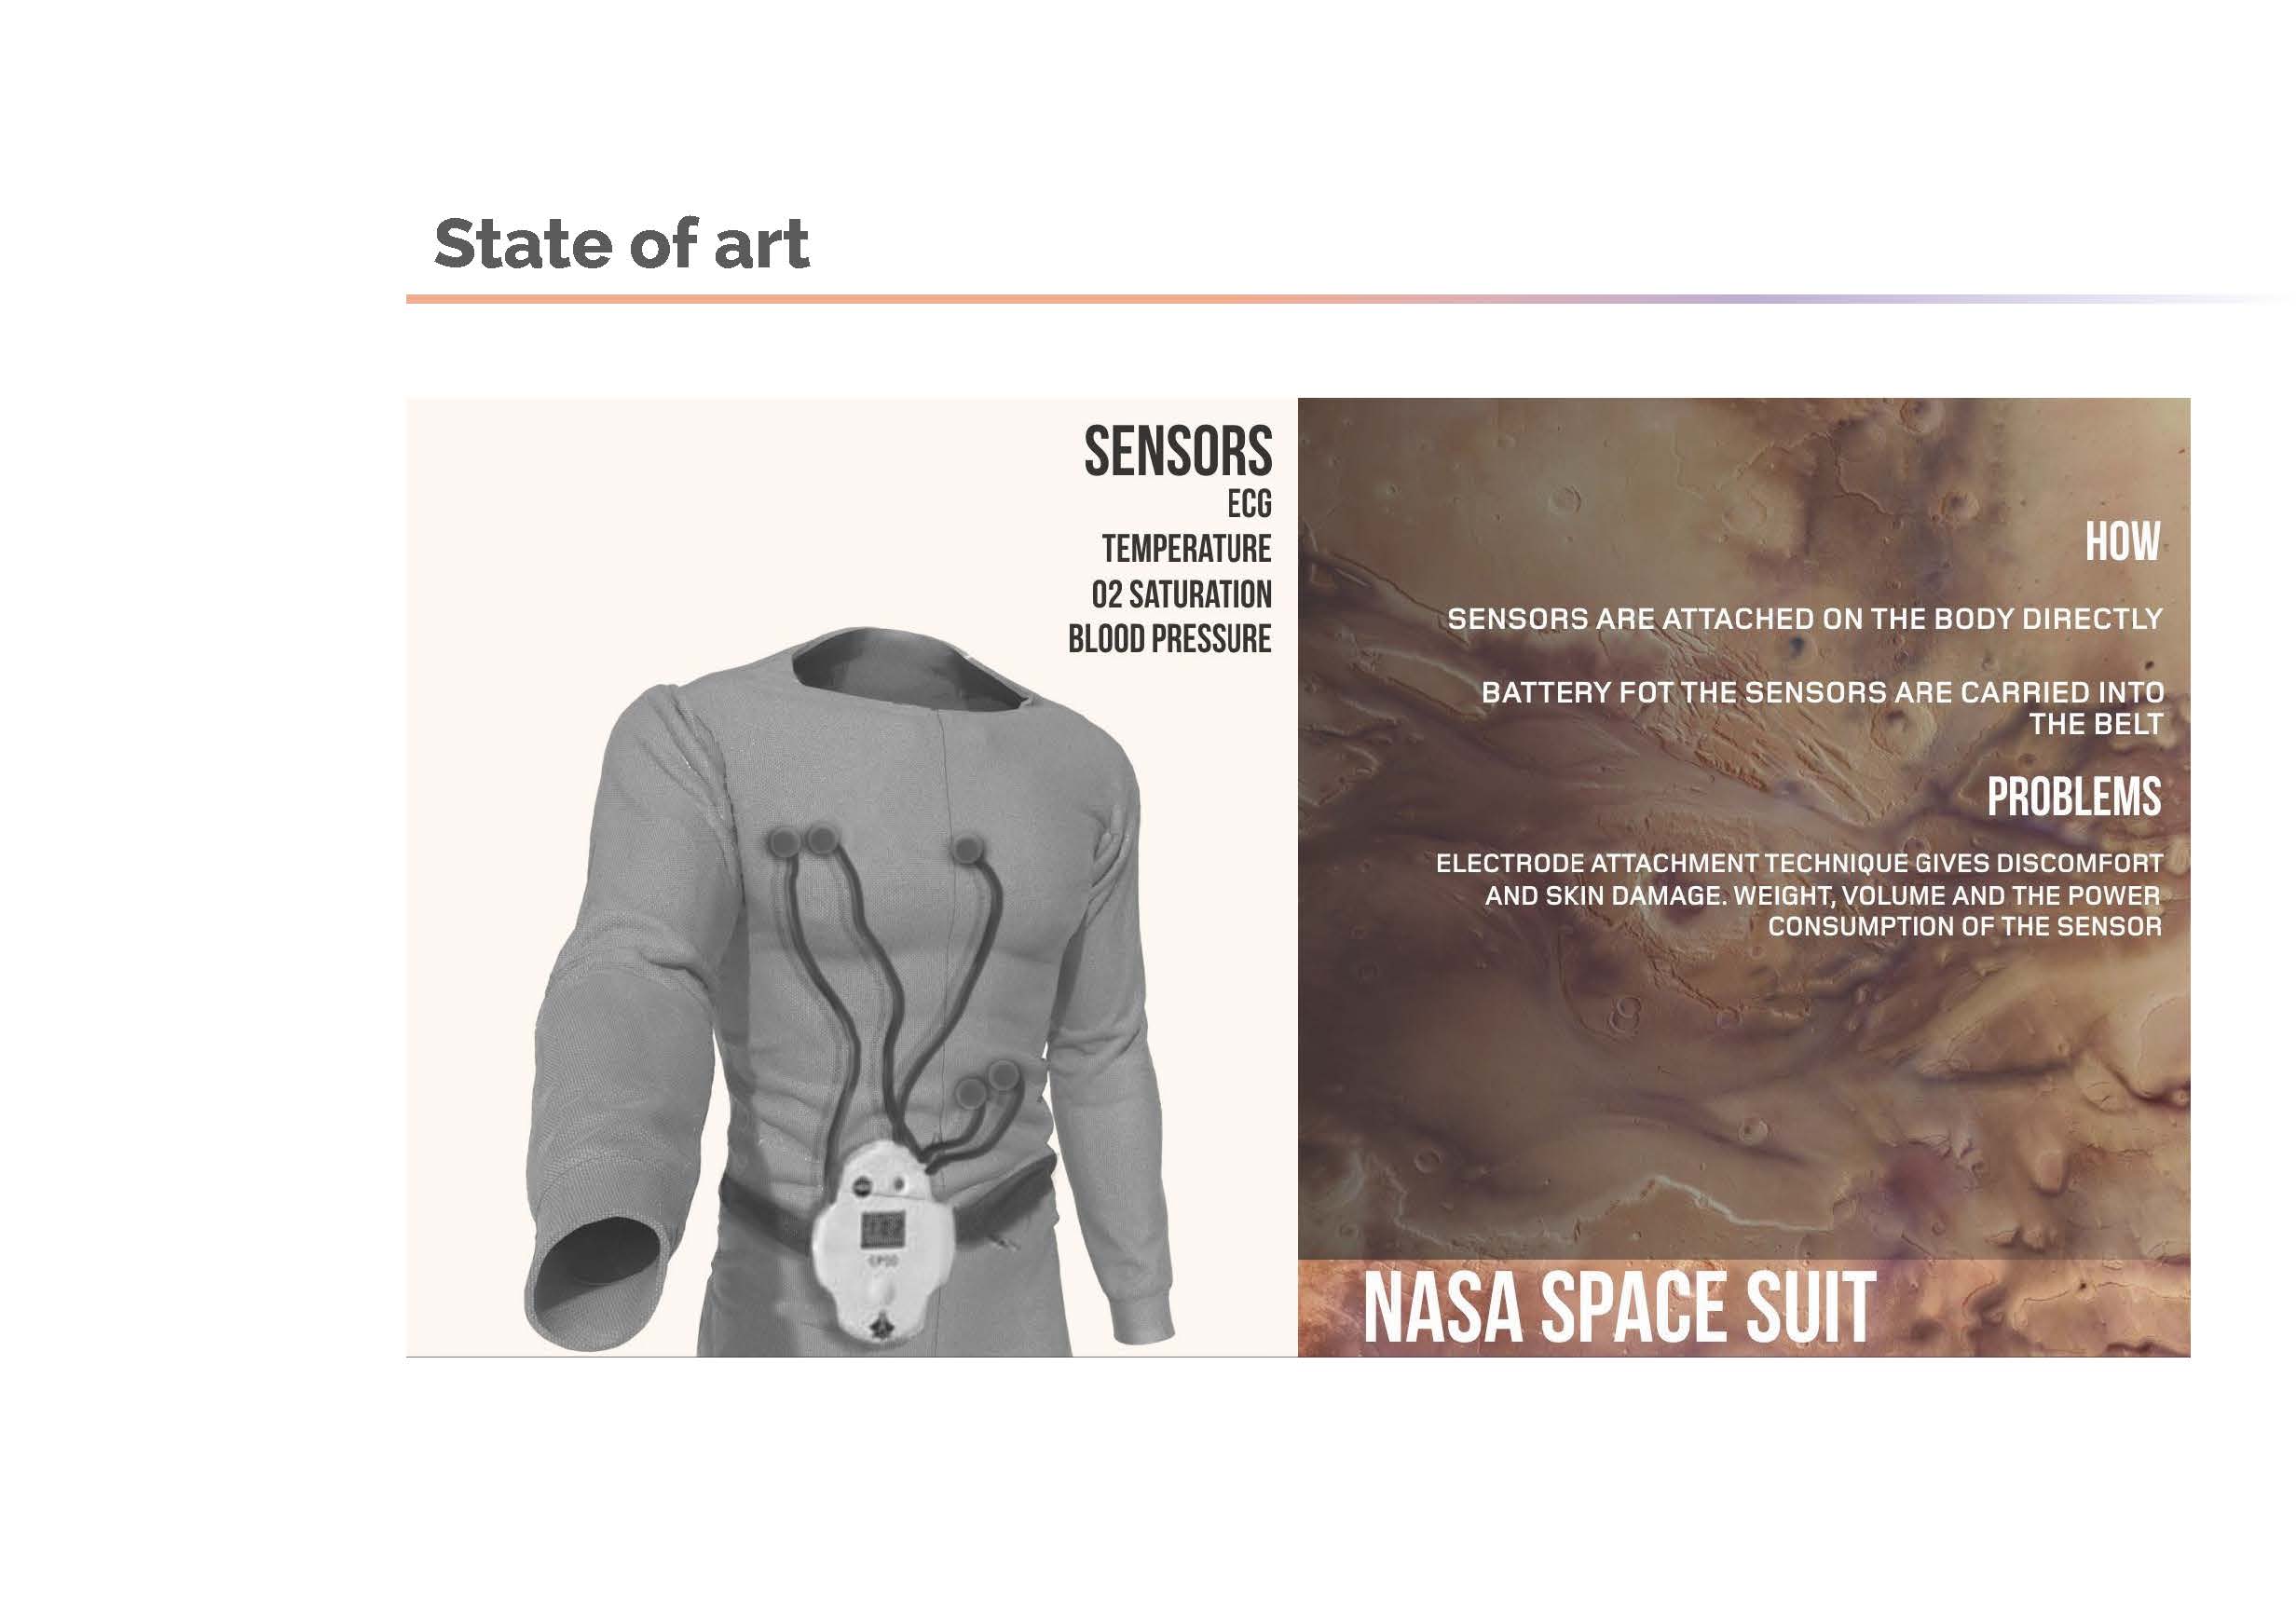 State of art
SENSORS
ECG
TEMPERATURE
O2 SATURATION
BLOOD PRESSURE
HOW
SENSORS ARE ATTACHED ON THE BODY DIRECTLY
BATTERY FOT THE SENSORS ARE CARRIED INTO
THE BELT
PROBLEMS
ELECTRODE ATTACHMENT TECHNIQUE GIVES DISCOMFORT
AND SKIN DAMAGE. WEIGHT, VOLUME AND THE POWER
CONSUMPTION OF THE SENSOR
NASA SPACE SUIT